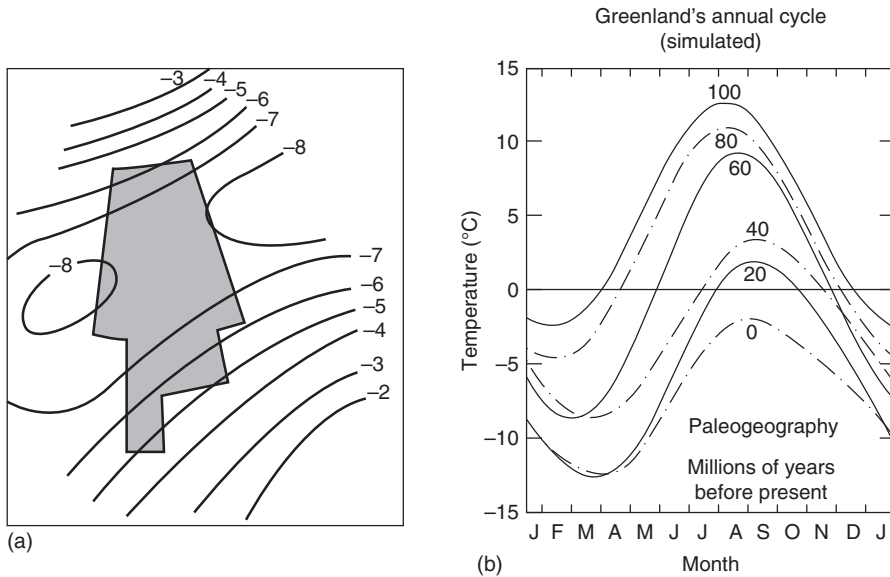 –3
–4
–5
–6
–7
–8
–8
–7
–6
–5
–4
–3
–2
(a)
Greenland's annual cycle
(simulated)
15
10
5
0
–5
–10
–15
Temperature (°C)
100
80
60
40
20
0
Paleogeography
Millions of years
before present
J F M A M J J A S O N D J
Month
(b)